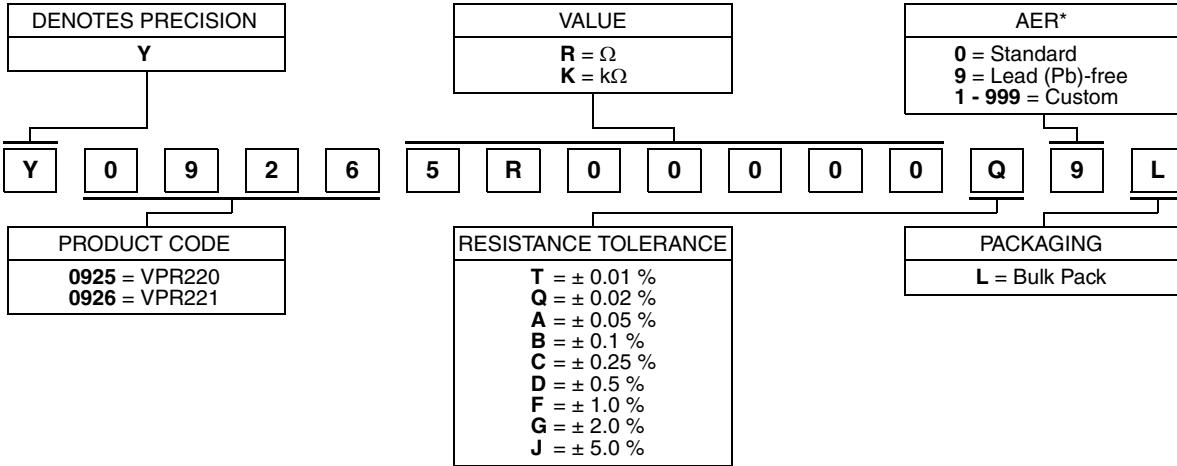 DENOTES PRECISION
Y
VALUE
R = Ω
K = kΩ
AER*
0 = Standard
9 = Lead (Pb)-free
1 - 999 = Custom
Y 0 9 2 6 5 R 0 0 0 0 0 Q 9 L
PRODUCT CODE
0925 = VPR220
0926 = VPR221
RESISTANCE TOLERANCE
T = ± 0.01 %
Q = ± 0.02 %
A = ± 0.05 %
B = ± 0.1 %
C = ± 0.25 %
D = ± 0.5 %
F = ± 1.0 %
G = ± 2.0 %
J = ± 5.0 %
PACKAGING
L = Bulk Pack